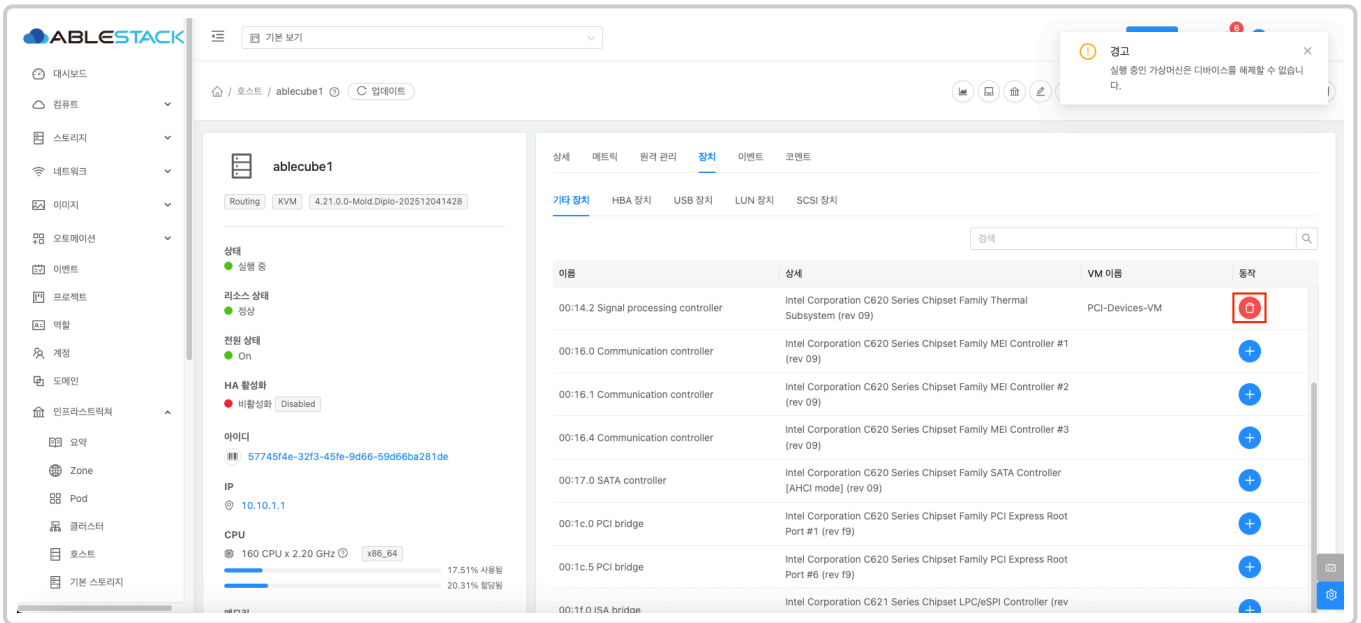 ABLESTACK
기본 보기
6
경고
실행 중인 가상머신은 디바이스를 해제할 수 없습니
다.
/ 호스트 / ablecube1
업데이트
대시보드
컴퓨트
스토리지
네트워크
이미지
오토메이션
이벤트
프로젝트
역할
계정
도메인
인프라스트럭쳐
요약
Zone
Pod
클러스터
호스트
기본 스토리지
ablecube1
Routing KVM 4.21.0.0-Mold.Diplo-202512041428
상태
실행 중
리소스 상태
정상
전원 상태
On
HA 활성화
비활성화 Disabled
아이디
57745f4e-32f3-45fe-9d66-59d66ba281de
IP
10.10.1.1
CPU
160 CPU x 2.20 GHz x86_64
17.51% 사용됨
20.31% 할당됨
메모리
상세 메트릭 원격 관리 장치 이벤트 코멘트
기타 장치 HBA 장치 USB 장치 LUN 장치 SCSI 장치
검색
이름 상세 VM 이름 동작
00:14.2 Signal processing controller
Intel Corporation C620 Series Chipset Family Thermal
Subsystem (rev 09)
PCI-Devices-VM
00:16.0 Communication controller
Intel Corporation C620 Series Chipset Family MEI Controller #1
(rev 09)
00:16.1 Communication controller
Intel Corporation C620 Series Chipset Family MEI Controller #2
(rev 09)
00:16.4 Communication controller
Intel Corporation C620 Series Chipset Family MEI Controller #3
(rev 09)
00:17.0 SATA controller
Intel Corporation C620 Series Chipset Family SATA Controller
[AHCI mode] (rev 09)
00:1c.0 PCI bridge
Intel Corporation C620 Series Chipset Family PCI Express Root
Port #1 (rev f9)
00:1c.5 PCI bridge
Intel Corporation C620 Series Chipset Family PCI Express Root
Port #6 (rev f9)
00:1f.0 ISA bridge
Intel Corporation C621 Series Chipset LPC/eSPI Controller (rev